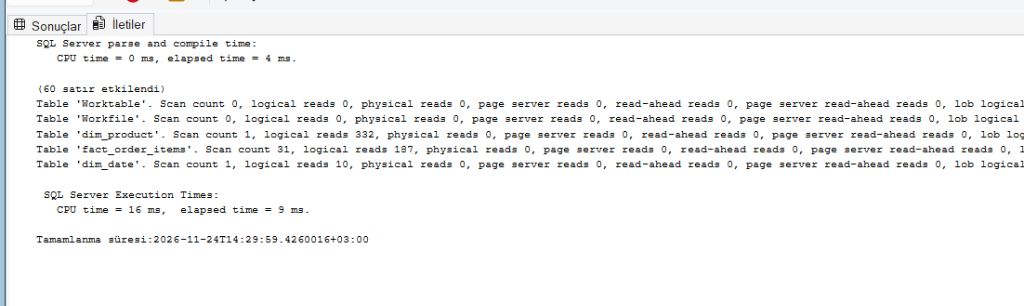 Sonuçlar İletiler
SQL Server parse and compile time:
CPU time = 0 ms, elapsed time = 4 ms.
(60 satır etkilendi)
Table 'Worktable'. Scan count 0, logical reads 0, physical reads 0, page server reads 0, read-ahead reads 0, page server read-ahead reads 0, lob logical
Table 'Workfile'. Scan count 0, logical reads 0, physical reads 0, page server reads 0, read-ahead reads 0, page server read-ahead reads 0, lob logical
Table 'dim_product'. Scan count 1, logical reads 332, physical reads 0, page server reads 0, read-ahead reads 0, page server read-ahead reads 0, lob log
Table 'fact_order_items'. Scan count 31, logical reads 187, physical reads 0, page server reads 0, read-ahead reads 0, page server read-ahead reads 0, l
Table 'dim_date'. Scan count 1, logical reads 10, physical reads 0, page server reads 0, read-ahead reads 0, page server read-ahead reads 0, lob logical
SQL Server Execution Times:
CPU time = 16 ms, elapsed time = 9 ms.
Tamamlanma süresi:2026-11-24T14:29:59.4260016+03:00